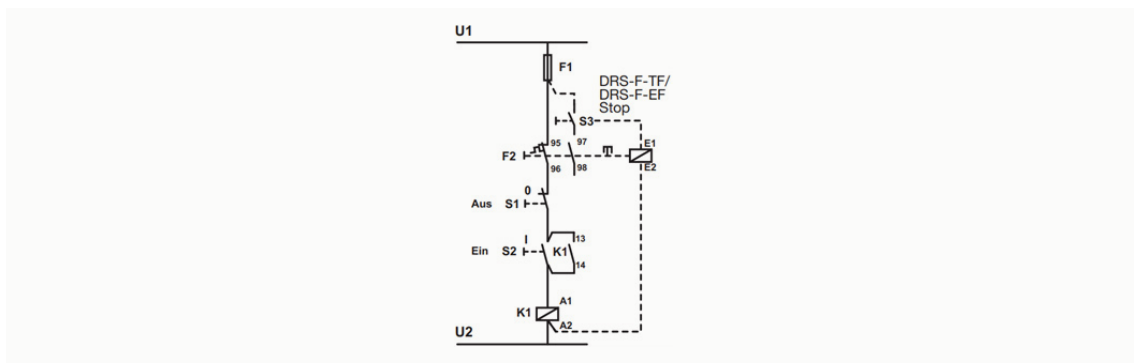 U1
F1
DRS-F-TF/
DRS-F-EF
Stop
S3
95
97
E1
F2
96
98
E2
0
Aus S1
I
13
Ein S2
K1
14
A1
K1
A2
U2